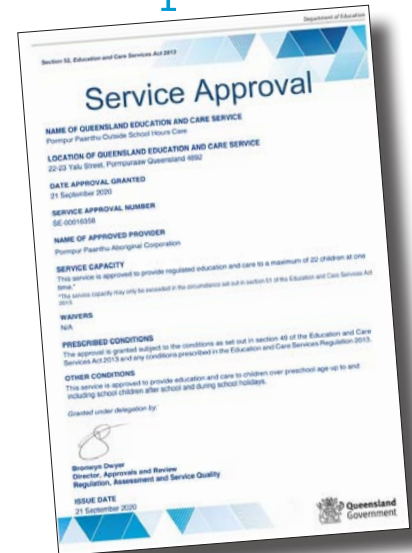 Department of Education
Section 52, Education and Care Services Act 2013
Service Approval
NAME OF QUEENSLAND EDUCATION AND CARE SERVICE
Pormpur Paanthu Outside School Hours Care
LOCATION OF QUEENSLAND EDUCATION AND CARE SERVICE
22-23 Yalu Street, Pormpuraaw Queensland 4892
DATE APPROVAL GRANTED
21 September 2020
SERVICE APPROVAL NUMBER
SE-00016358
NAME OF APPROVED PROVIDER
Pormpur Paanthu Aboriginal Corporation
SERVICE CAPACITY
This service is approved to provide regulated education and care to a maximum of 22 children at one
time.*
*The service capacity may only be exceeded in the circumstance set out in section 51 of the Education and Care Services Act
2013.
WAIVERS
N/A
PRESCRIBED CONDITIONS
The approval is granted subject to the conditions as set out in section 49 of the Education and Care
Services Act 2013 and any conditions prescribed in the Education and Care Services Regulation 2013.
OTHER CONDITIONS
This service is approved to provide education and care to children over preschool age up to and
including school children after school and during school holidays.
Granted under delegation by:
Bronwyn Dwyer
Director, Approvals and Review
Regulation, Assessment and Service Quality
ISSUE DATE
21 September 2020
Queensland
Government